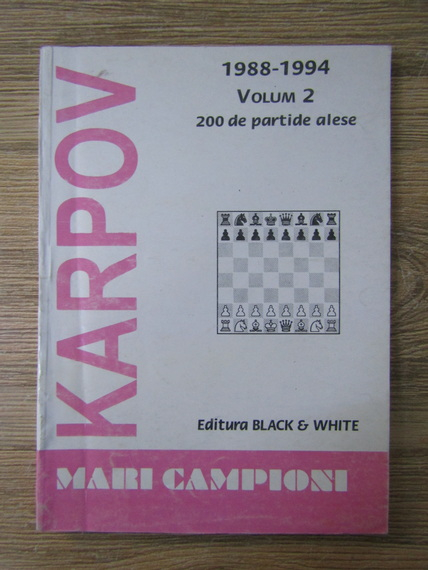 KARPOV
1988-1994
VOLUM 2
200 de partide alese
Editura BLACK & WHITE
MARI CAMPIONI